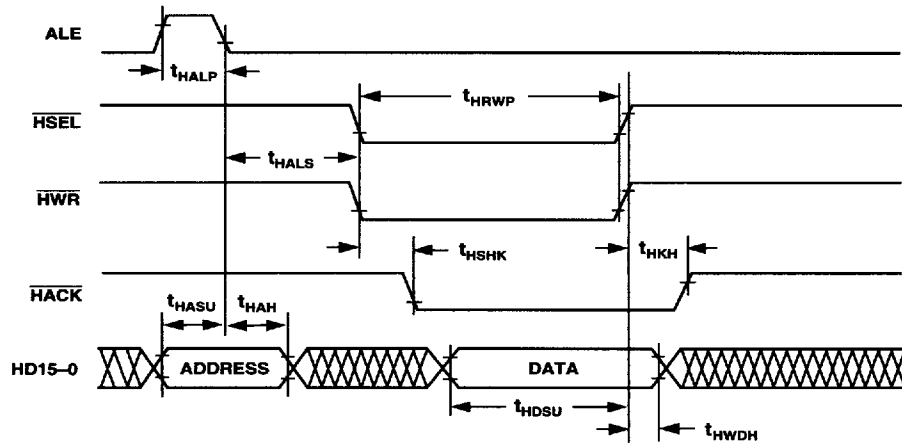 ALE
tHALP
tHRWP
HSEL
tHALS
HWR
tHSHK
tHKH
HACK
tHASU
tHAH
HD15–0
ADDRESS
DATA
tHDSU
tHWDH